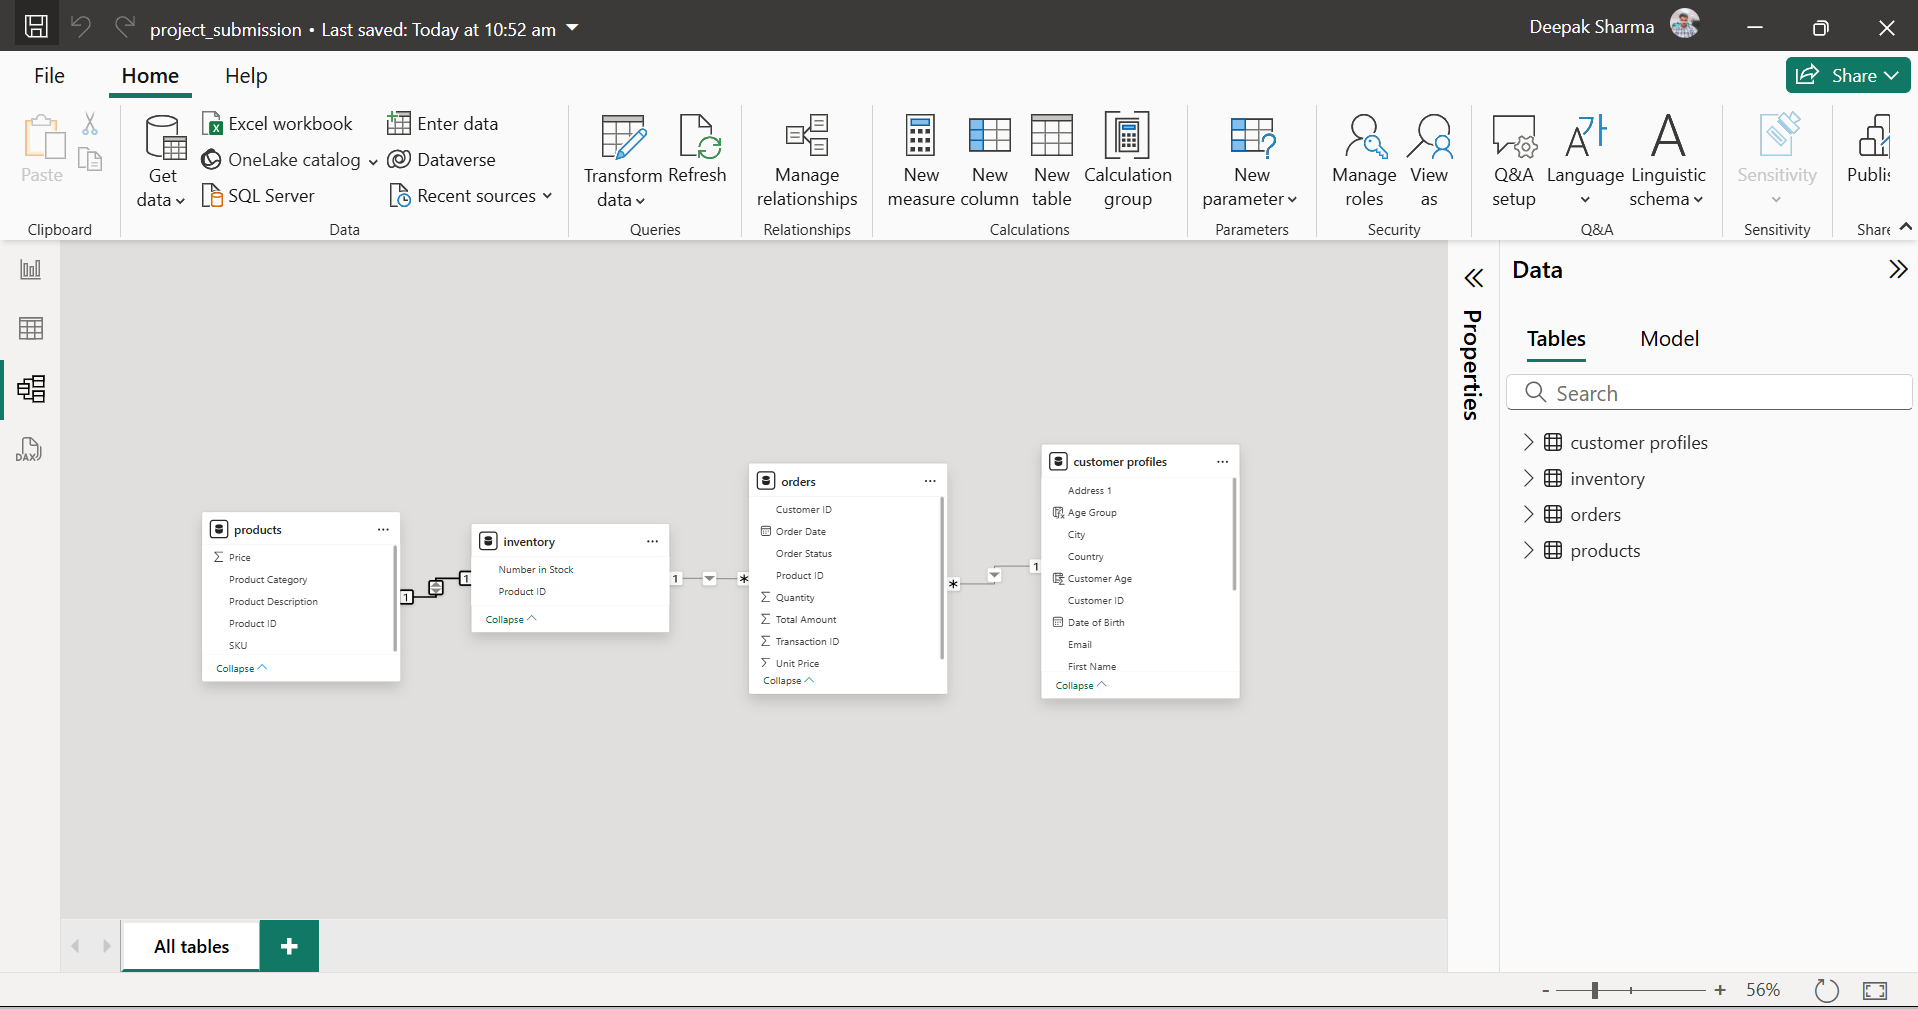 project_submission • Last saved: Today at 10:52 am
Deepak Sharma
File
Home
Help
Share
Paste
Clipboard
Get data
Excel workbook
OneLake catalog
SQL Server
Enter data
Dataverse
Recent sources
Data
Transform data
Refresh
Queries
Manage relationships
Relationships
New measure
New column
New table
Calculation group
Calculations
New parameter
Parameters
Manage roles
View as
Security
Q&A setup
Language
Linguistic schema
Q&A
Sensitivity
Sensitivity
Publis
Share
DAX
products
Price
Product Category
Product Description
Product ID
SKU
Collapse
1
1
inventory
Number in Stock
Product ID
Collapse
1
*
orders
Customer ID
Order Date
Order Status
Product ID
Quantity
Total Amount
Transaction ID
Unit Price
Collapse
*
1
customer profiles
Address 1
Age Group
City
Country
Customer Age
Customer ID
Date of Birth
Email
First Name
Collapse
Properties
Data
Tables
Model
Search
customer profiles
inventory
orders
products
All tables
56%